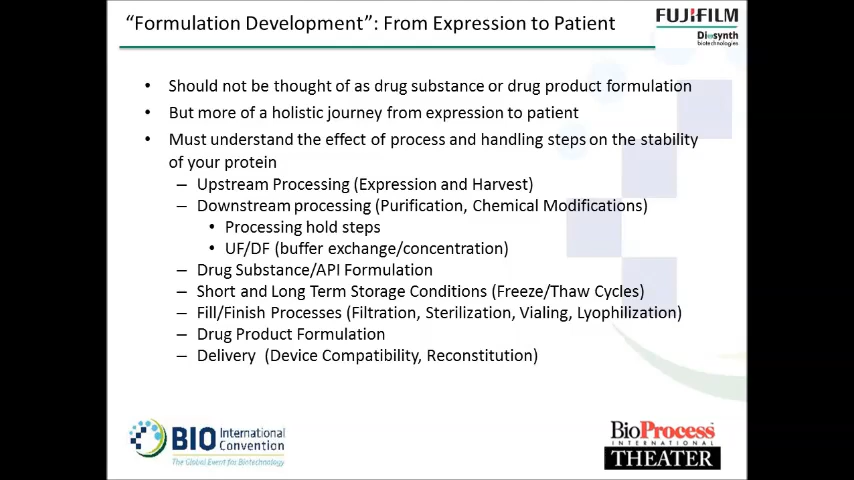 “Formulation Development”: From Expression to Patient
FUJIFILM
Diosynth
biotechnologies
• Should not be thought of as drug substance or drug product formulation
• But more of a holistic journey from expression to patient
• Must understand the effect of process and handling steps on the stability
of your protein
– Upstream Processing (Expression and Harvest)
– Downstream processing (Purification, Chemical Modifications)
• Processing hold steps
• UF/DF (buffer exchange/concentration)
– Drug Substance/API Formulation
– Short and Long Term Storage Conditions (Freeze/Thaw Cycles)
– Fill/Finish Processes (Filtration, Sterilization, Vialing, Lyophilization)
– Drug Product Formulation
– Delivery (Device Compatibility, Reconstitution)
BIO International
Convention
The Global Event for Biotechnology
BioProcess
INTERNATIONAL
THEATER